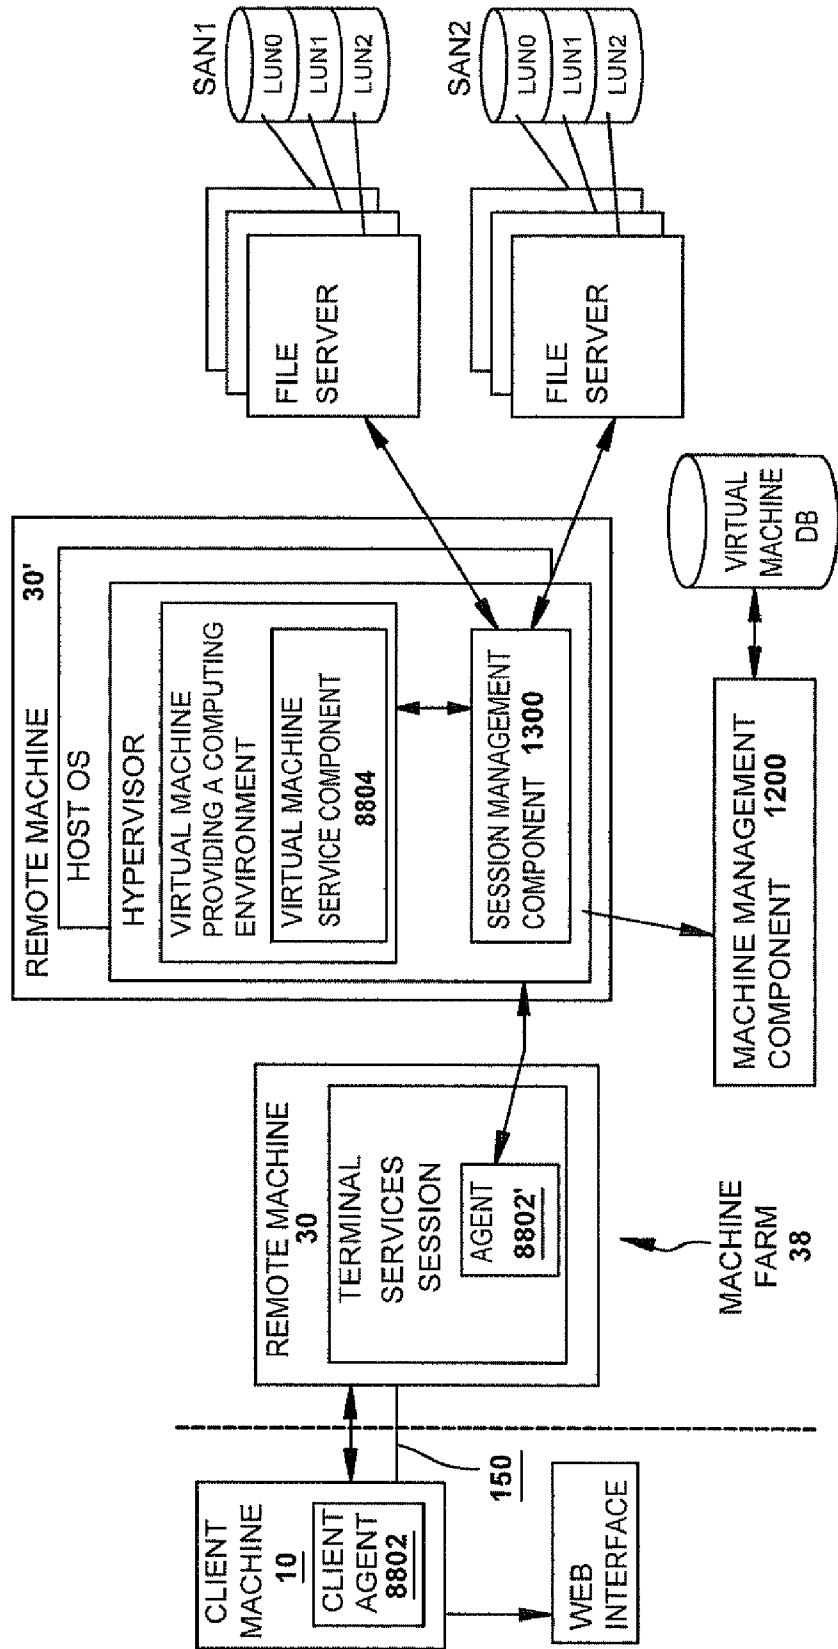 CLIENT
MACHINE
10
CLIENT
AGENT
8802
WEB
INTERFACE
150
REMOTE MACHINE
30
TERMINAL
SERVICES
SESSION
AGENT
8802'
MACHINE
FARM
38
REMOTE MACHINE 30'
HOST OS
HYPERVISOR
VIRTUAL MACHINE
PROVIDING A COMPUTING
ENVIRONMENT
VIRTUAL MACHINE
SERVICE COMPONENT
8804
SESSION MANAGEMENT
COMPONENT 1300
MACHINE MANAGEMENT
COMPONENT 1200
VIRTUAL
MACHINE
DB
FILE
SERVER
SAN1
LUN0
LUN1
LUN2
FILE
SERVER
SAN2
LUN0
LUN1
LUN2